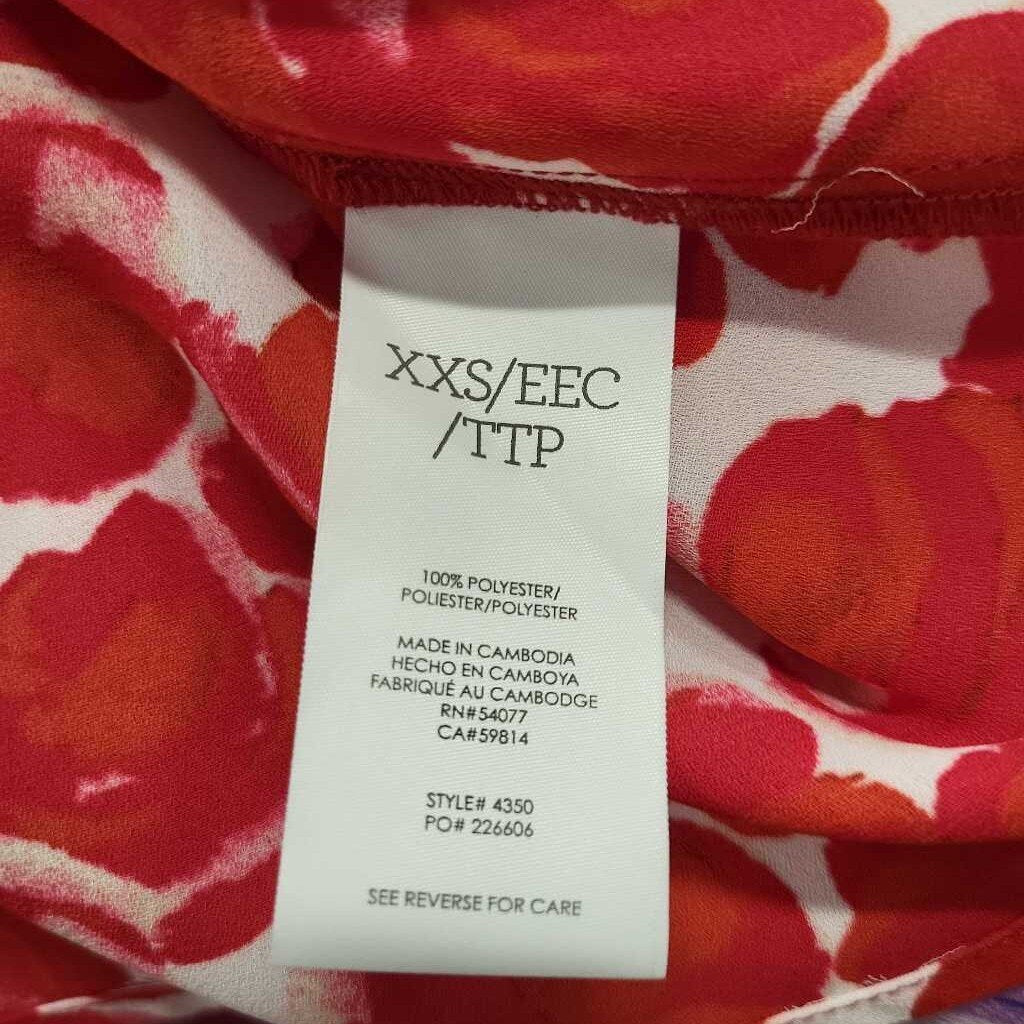 XXS/EEC
/TTP
100% POLYESTER/
POLIESTER/POLYESTER
MADE IN CAMBODIA
HECHO EN CAMBOYA
FABRIQUÉ AU CAMBODGE
RN#54077
CA#59814
STYLE# 4350
PO# 226606
SEE REVERSE FOR CARE